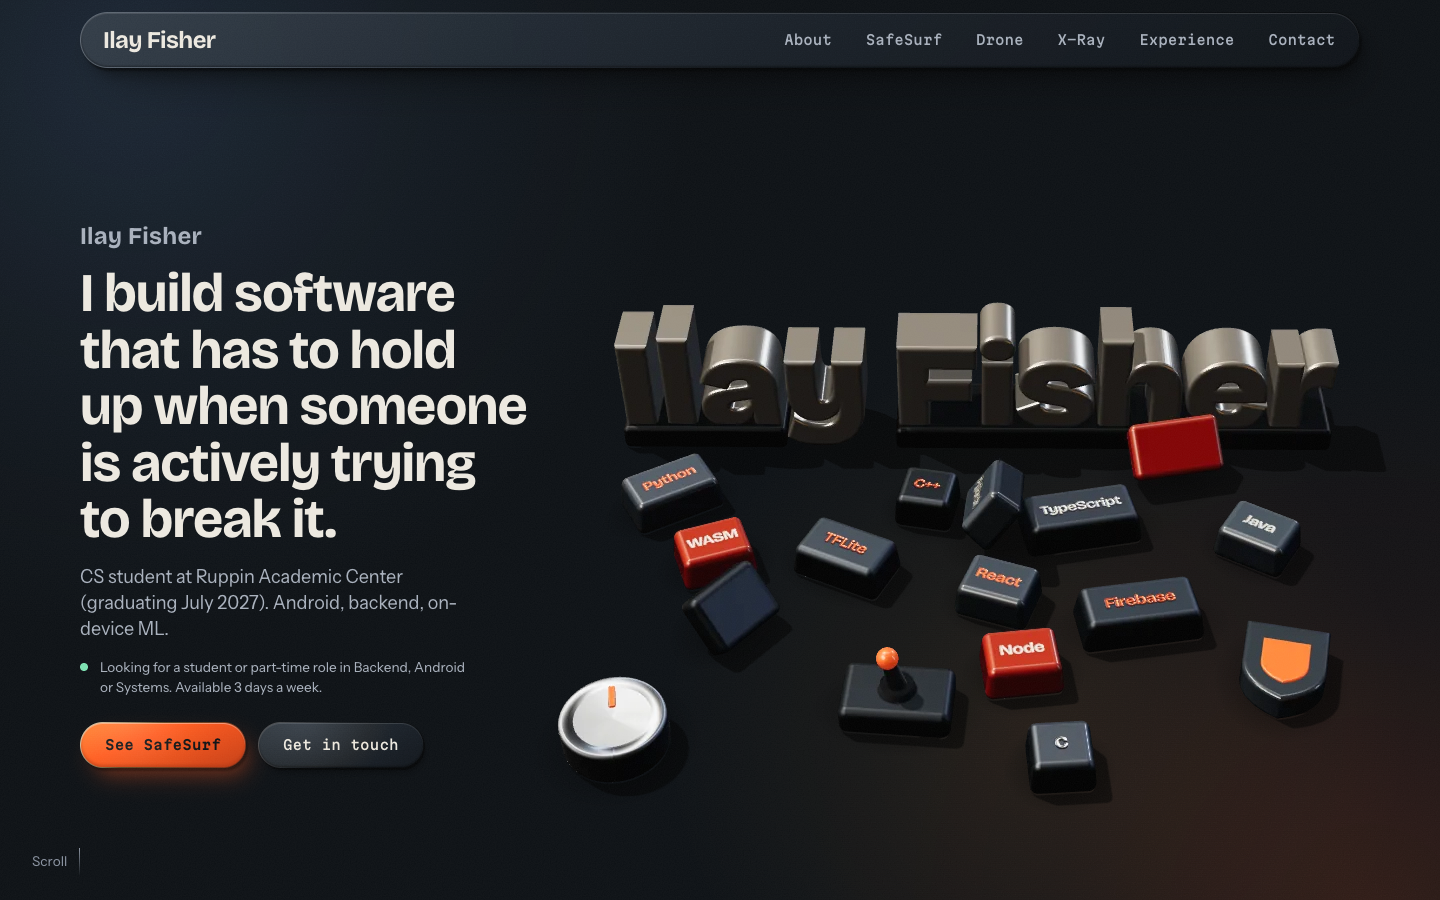 Ilay Fisher
About SafeSurf Drone X-Ray Experience Contact
Ilay Fisher
I build software
that has to hold
up when someone
is actively trying
to break it.
CS student at Ruppin Academic Center
(graduating July 2027). Android, backend, on-
device ML.
Looking for a student or part-time role in Backend, Android
or Systems. Available 3 days a week.
See SafeSurf
Get in touch
Scroll
Ilay Fisher
Python
C++
TypeScript
Java
WASM
TFLite
React
Firebase
Node
C